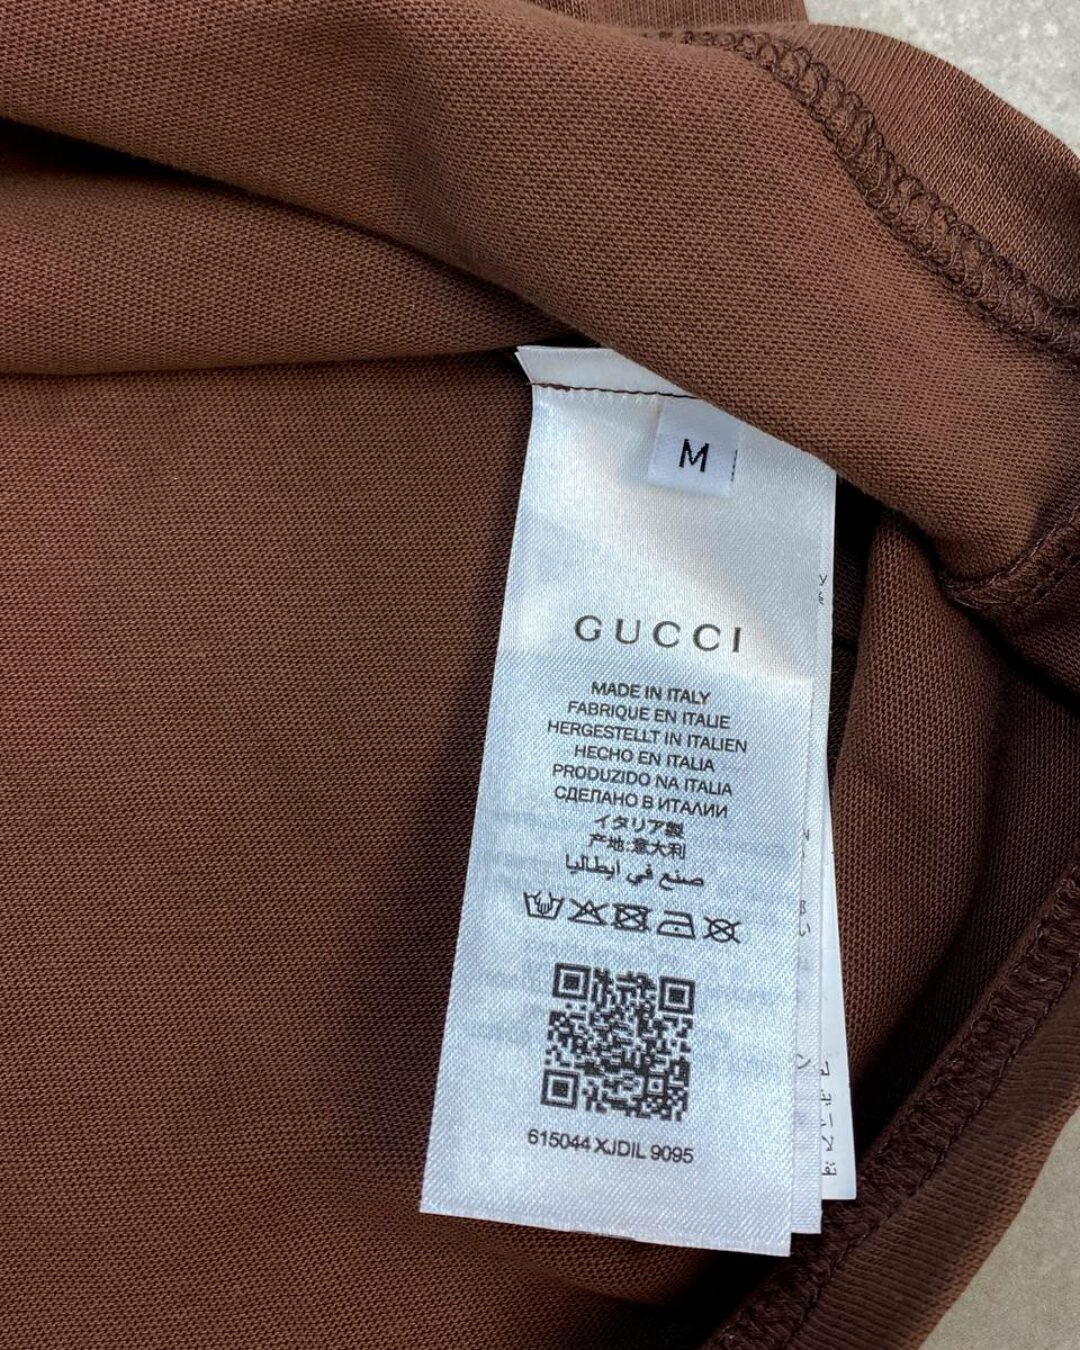 M
GUCCI
MADE IN ITALY
FABRIQUE EN ITALIE
HERGESTELLT IN ITALIEN
HECHO EN ITALIA
PRODUZIDO NA ITALIA
СДЕЛАНО В ИТАЛИИ
イタリア製
产地:意大利
صنع في ايطاليا
615044 XJDIL 9095